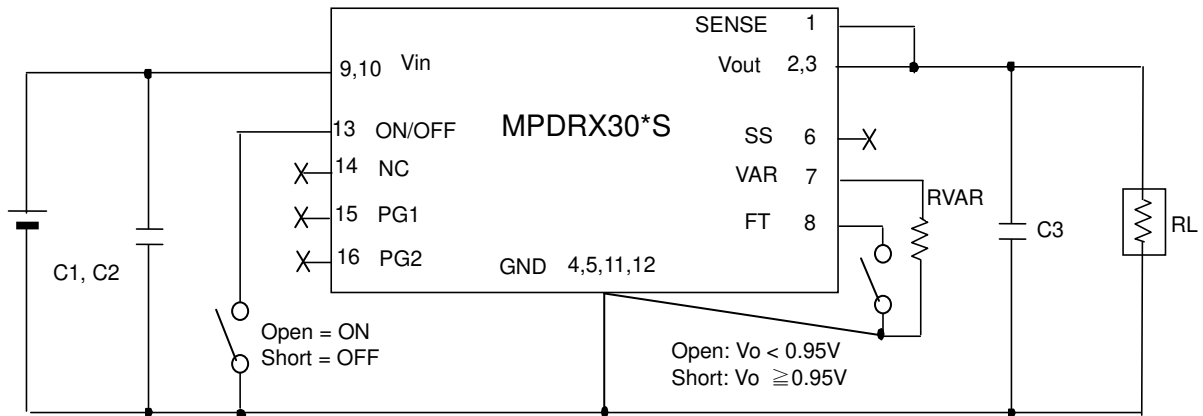 SENSE 1
9,10 Vin
Vout 2,3
13 ON/OFF
MPDRX30*S
SS 6
14 NC
VAR 7
RVAR
15 PG1
FT 8
16 PG2
GND 4,5,11,12
C1, C2
C3
RL
Open = ON
Short = OFF
Open: Vo < 0.95V
Short: Vo ≧0.95V